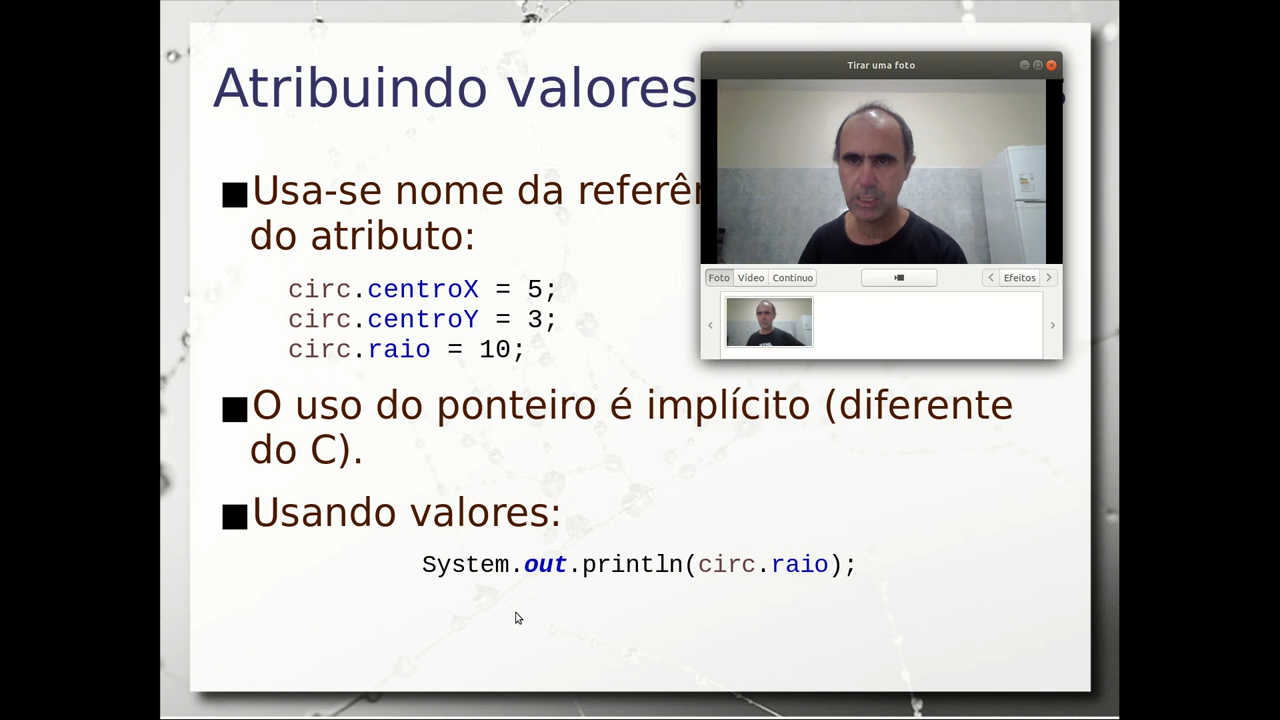 Atribuindo valores
Tirar uma foto
Usa-se nome da
do atributo:
circ.centroX = 5;
circ.centroY = 3;
circ.raio = 10;
Foto Vídeo Contínuo Efeitos
O uso do ponteiro é implícito (diferente
do C).
Usando valores:
System.out.println(circ.raio);